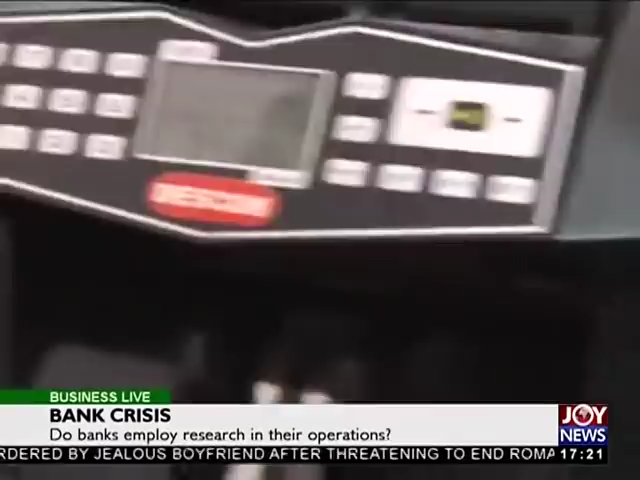 BUSINESS LIVE
BANK CRISIS
Do banks employ research in their operations?
JOY
NEWS
RDERED BY JEALOUS BOYFRIEND AFTER THREATENING TO END ROMA
17:21